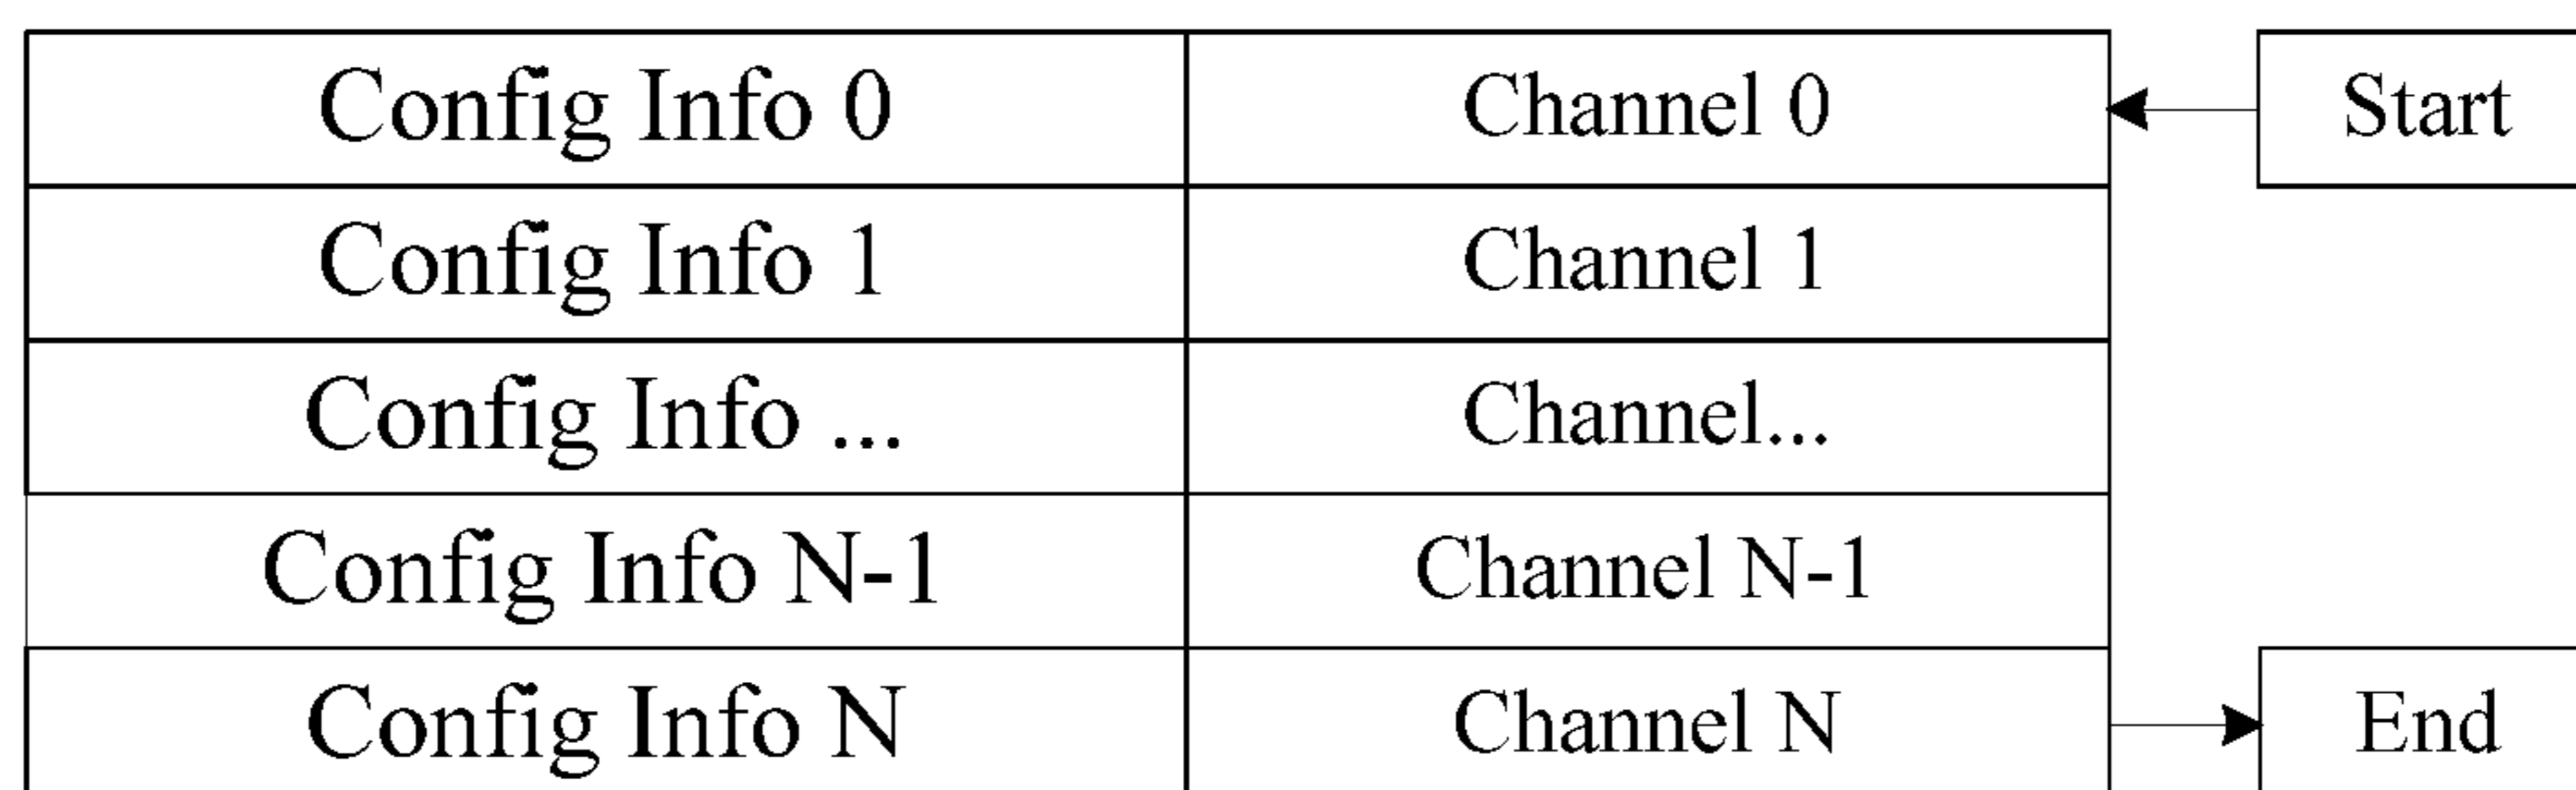 Config Info 0 Channel 0 Start
Config Info 1 Channel 1
Config Info ... Channel...
Config Info N-1 Channel N-1
Config Info N Channel N End